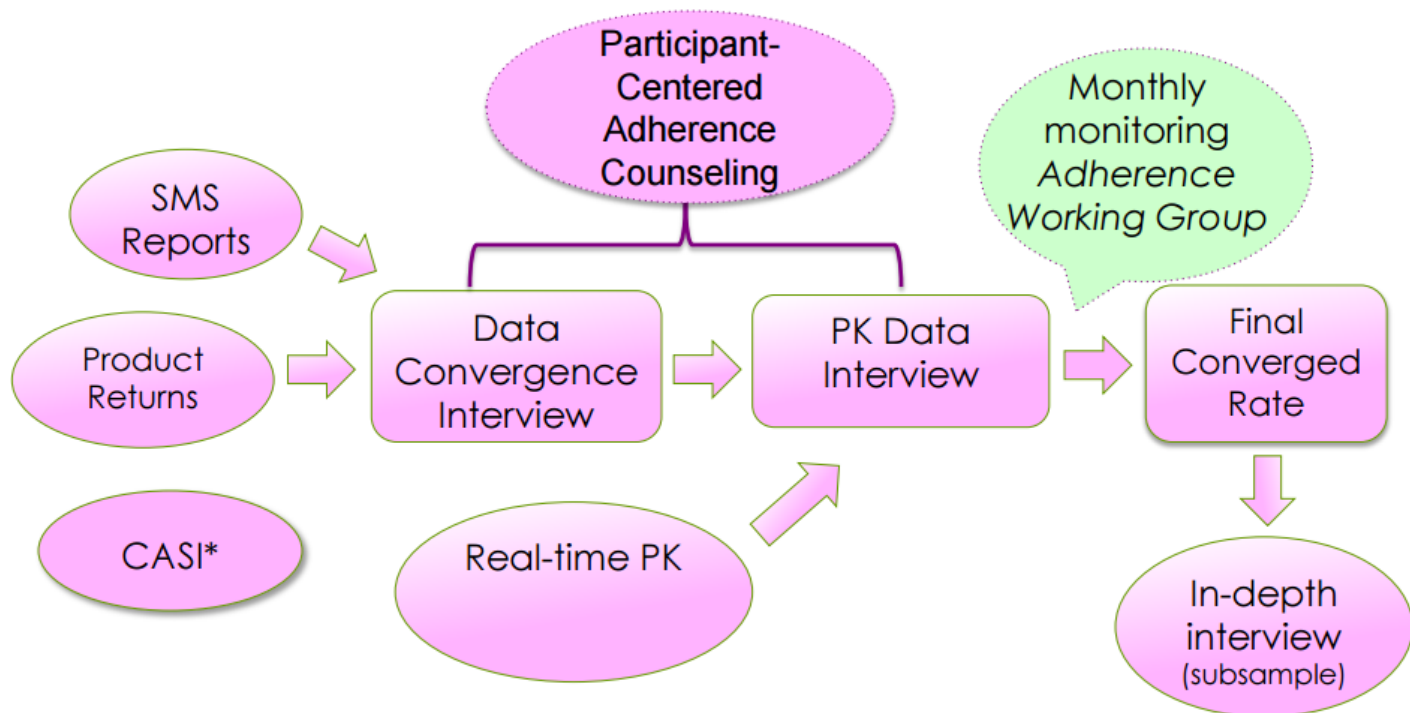 Participant-
Centered
Adherence
Counseling
Monthly
monitoring
Adherence
Working Group
SMS
Reports
Product
Returns
CASI*
Data
Convergence
Interview
PK Data
Interview
Final
Converged
Rate
Real-time PK
In-depth
interview
(subsample)